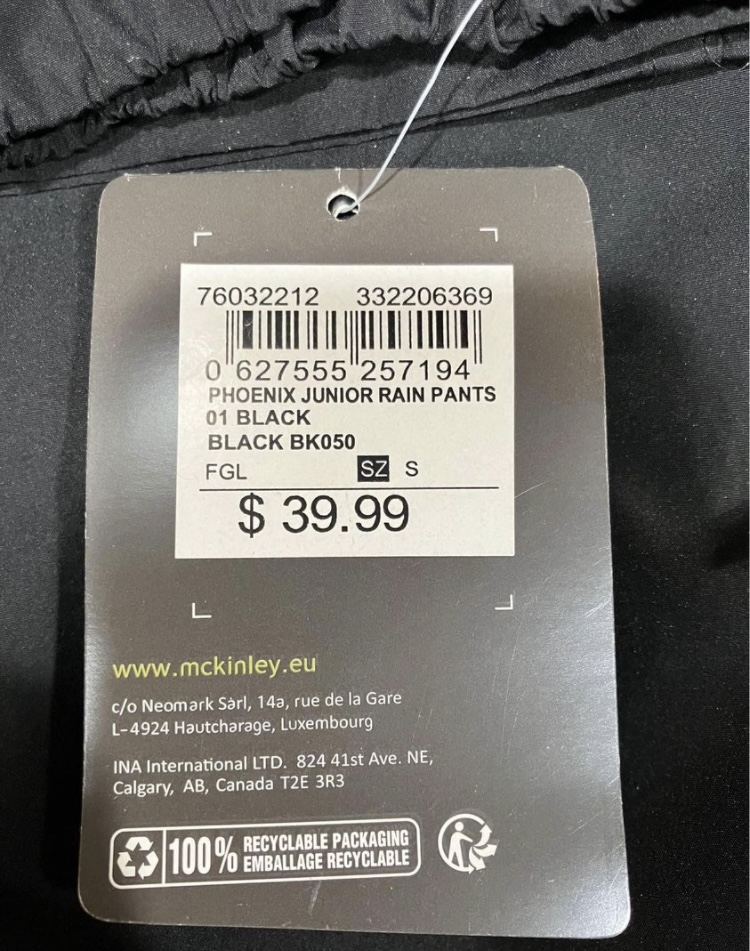 76032212 332206369
0 627555 257194
PHOENIX JUNIOR RAIN PANTS
01 BLACK
BLACK BK050
FGL SZ S
$ 39.99
www.mckinley.eu
c/o Neomark Sàrl, 14a, rue de la Gare
L-4924 Hautcharage, Luxembourg
INA International LTD. 824 41st Ave. NE,
Calgary, AB, Canada T2E 3R3
100% RECYCLABLE PACKAGING
EMBALLAGE RECYCLABLE